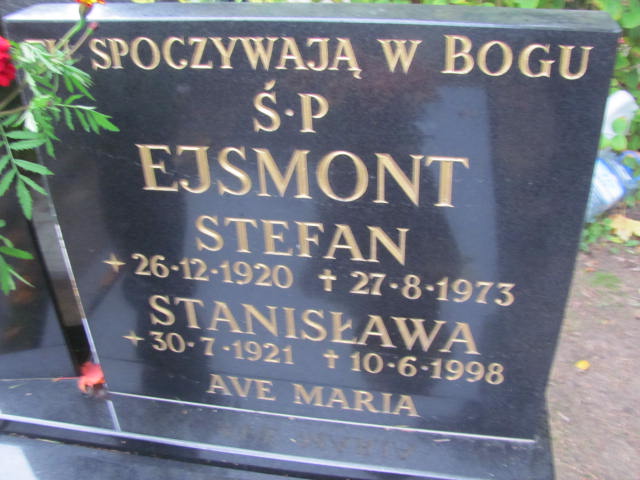 SPOCZYWAJĄ W BOGU
Ś·P
EJSMONT
STEFAN
+ 26·12·1920 † 27·8·1973
STANISŁAWA
+ 30·7·1921 † 10·6·1998
AVE MARIA